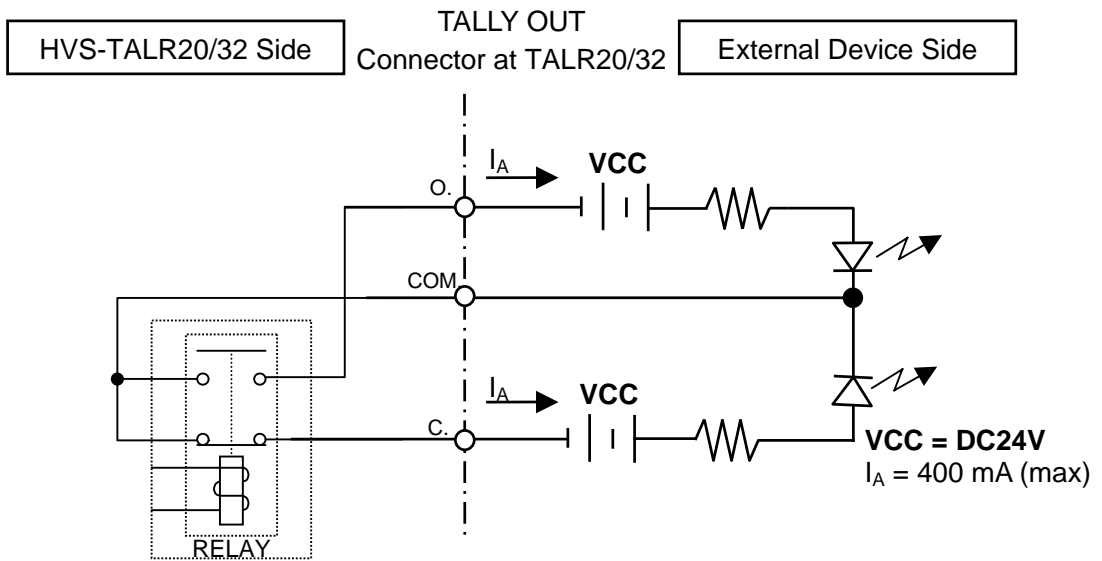 TALLY OUT
HVS-TALR20/32 Side
Connector at TALR20/32
External Device Side
IA
VCC
O.
COM.
IA
VCC
C.
VCC = DC24V
IA = 400 mA (max)
RELAY